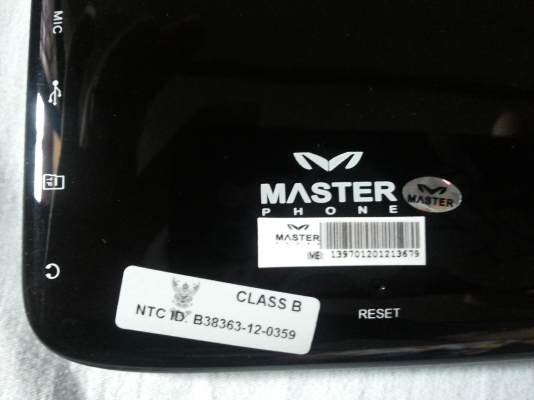 MIC
MASTER
PHONE
MASTER
MASTER
IMEI: 139701201213679
CLASS B
NTC ID. B38363-12-0359
RESET